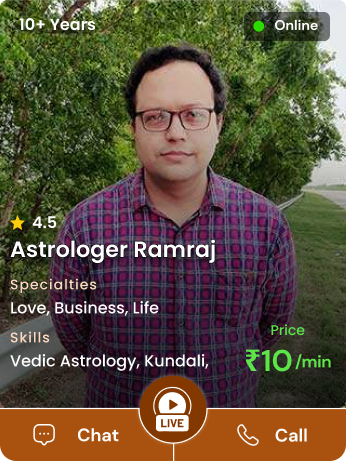 10+ Years
Online
4.5
Astrologer Ramraj
Specialties
Love, Business, Life
Skills
Vedic Astrology, Kundali,
Price
₹10/min
LIVE
Chat
Call